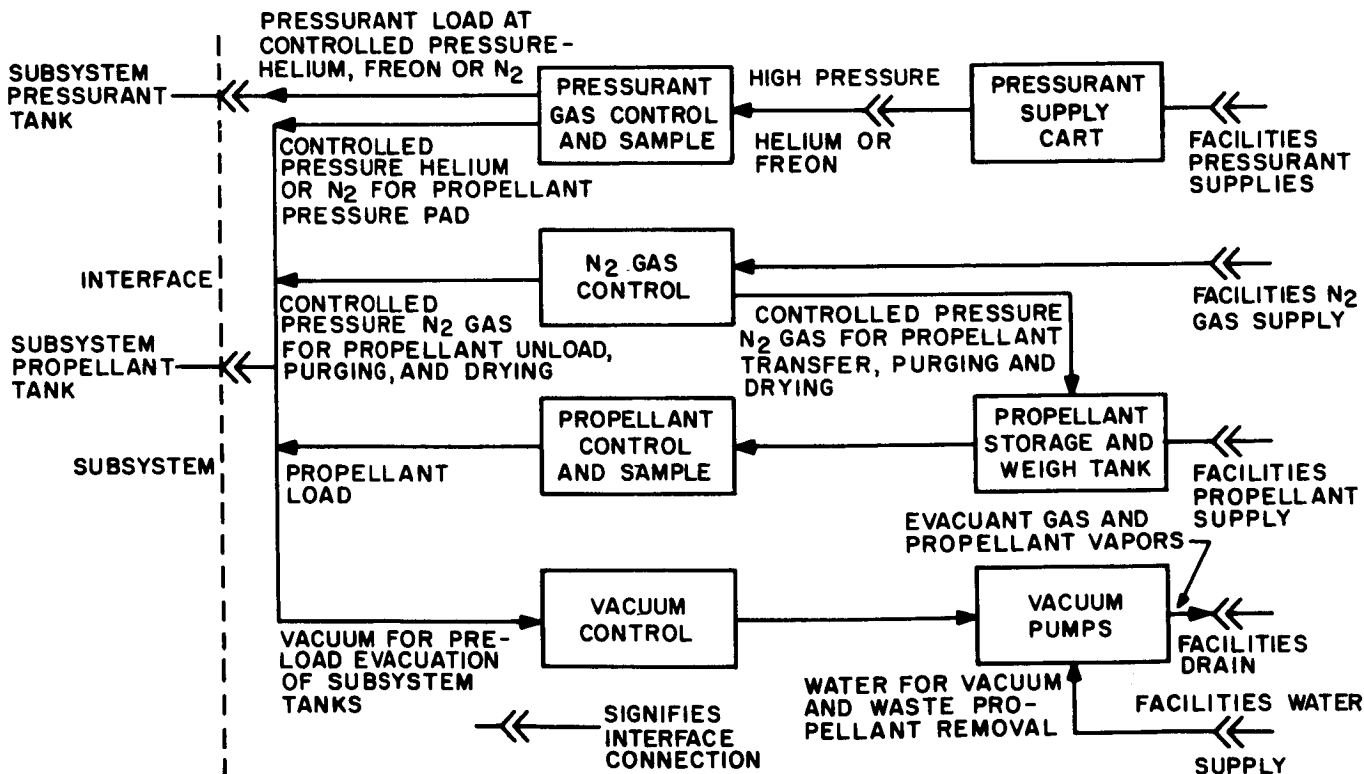 PRESSURANT LOAD AT
CONTROLLED PRESSURE-
HELIUM, FREON OR N2
SUBSYSTEM
PRESSURANT
TANK
PRESSURANT
GAS CONTROL
AND SAMPLE
HIGH PRESSURE
HELIUM OR
FREON
PRESSURANT
SUPPLY
CART
FACILITIES
PRESSURANT
SUPPLIES
CONTROLLED
PRESSURE HELIUM
OR N2 FOR PROPELLANT
PRESSURE PAD
INTERFACE
N2 GAS
CONTROL
FACILITIES N2
GAS SUPPLY
CONTROLLED
PRESSURE N2 GAS
FOR PROPELLANT UNLOAD,
PURGING, AND DRYING
CONTROLLED PRESSURE
N2 GAS FOR PROPELLANT
TRANSFER, PURGING AND
DRYING
SUBSYSTEM
PROPELLANT
TANK
PROPELLANT
CONTROL
AND SAMPLE
PROPELLANT
STORAGE AND
WEIGH TANK
FACILITIES
PROPELLANT
SUPPLY
SUBSYSTEM
PROPELLANT
LOAD
EVACUANT GAS AND
PROPELLANT VAPORS
VACUUM
CONTROL
VACUUM
PUMPS
FACILITIES
DRAIN
VACUUM FOR PRE-
LOAD EVACUATION
OF SUBSYSTEM
TANKS
WATER FOR VACUUM
AND WASTE PRO-
PELLANT REMOVAL
FACILITIES WATER
SUPPLY
SIGNIFIES
INTERFACE
CONNECTION